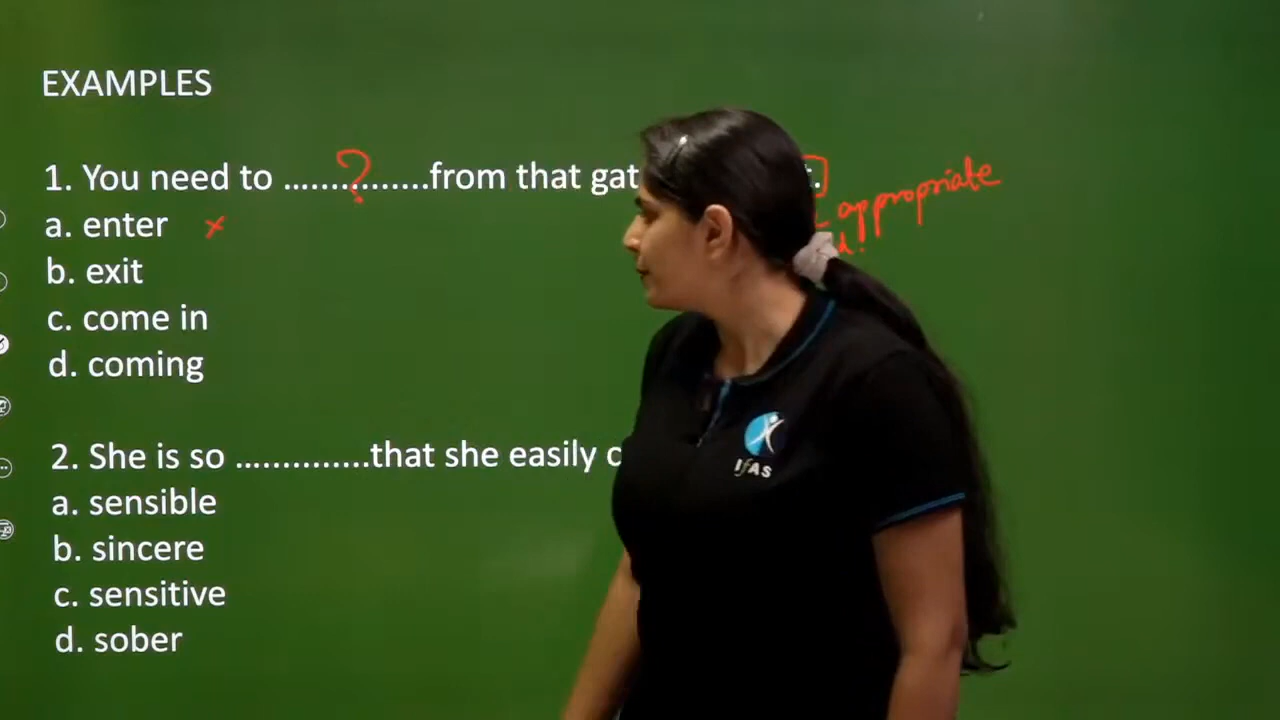 EXAMPLES
1. You need to ..............from that gat
?
appropriate
a. enter ×
b. exit
c. come in
d. coming
2. She is so ..............that she easily c
a. sensible
b. sincere
c. sensitive
d. sober
IFAS